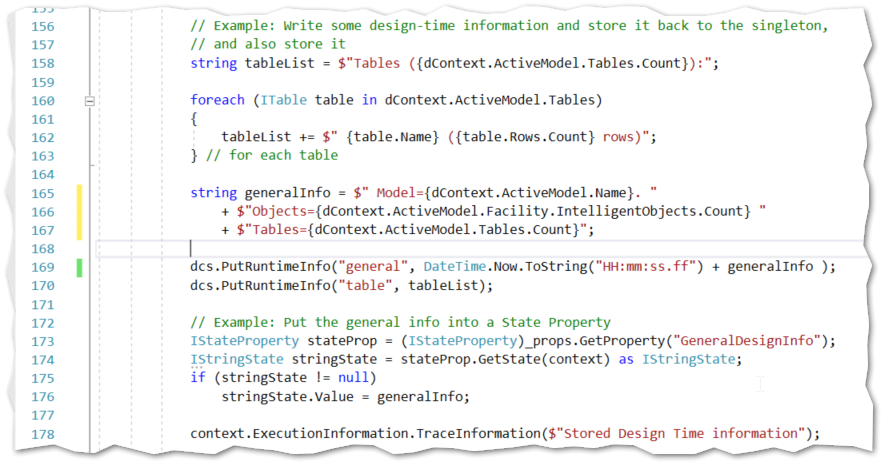 156 // Example: Write some design-time information and store it back to the singleton,
157 // and also store it
158 string tableList = $"Tables ({dContext.ActiveModel.Tables.Count}):";
159
160 foreach (ITable table in dContext.ActiveModel.Tables)
161 {
162 tableList += $" {table.Name} ({table.Rows.Count} rows)";
163 } // for each table
164
165 string generalInfo = $" Model={dContext.ActiveModel.Name}. "
166 + $"Objects={dContext.ActiveModel.Facility.IntelligentObjects.Count} "
167 + $"Tables={dContext.ActiveModel.Tables.Count}";
168
169 dcs.PutRuntimeInfo("general", DateTime.Now.ToString("HH:mm:ss.ff") + generalInfo );
170 dcs.PutRuntimeInfo("table", tableList);
171
172 // Example: Put the general info into a State Property
173 IStateProperty stateProp = (IStateProperty)_props.GetProperty("GeneralDesignInfo");
174 IStringState stringState = stateProp.GetState(context) as IStringState;
175 if (stringState != null)
176 stringState.Value = generalInfo;
177
178 context.ExecutionInformation.TraceInformation($"Stored Design Time information");